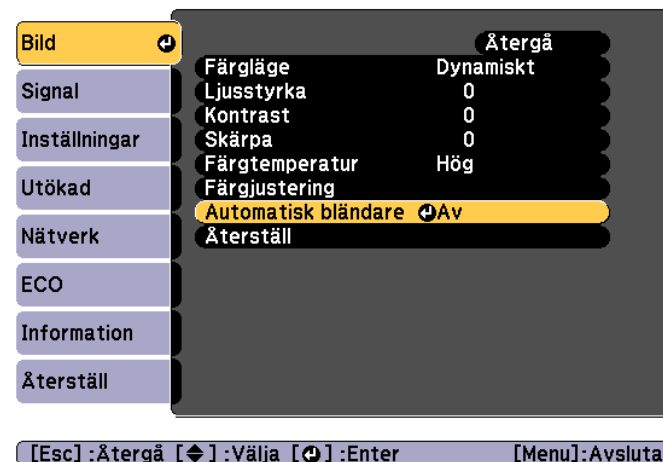 Bild
Signal
Inställningar
Utökad
Nätverk
ECO
Information
Återställ
Återgå
Färgläge Dynamiskt
Ljusstyrka 0
Kontrast 0
Skärpa 0
Färgtemperatur Hög
Färgjustering
Automatisk bländare Av
Återställ
[Esc] :Återgå [◆] :Välja [↵] :Enter [Menu]:Avsluta